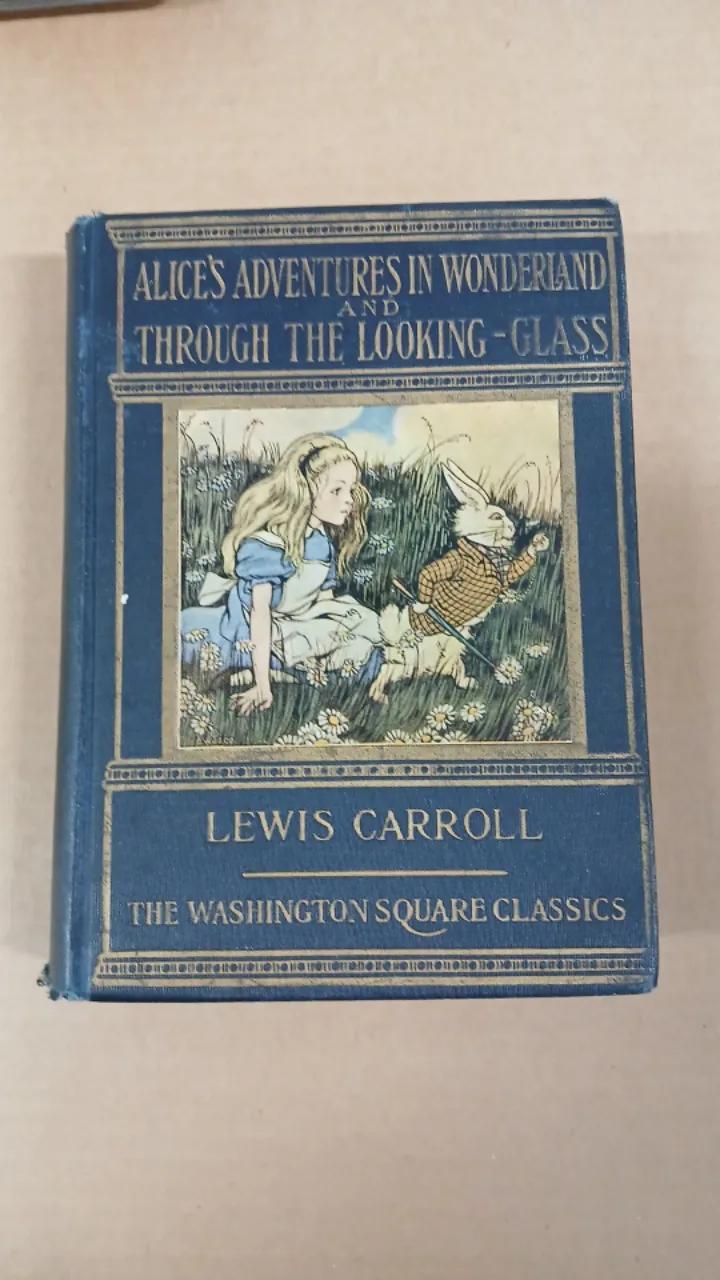 ALICE'S ADVENTURES IN WONDERLAND
AND
THROUGH THE LOOKING-GLASS
LEWIS CARROLL
THE WASHINGTON SQUARE CLASSICS